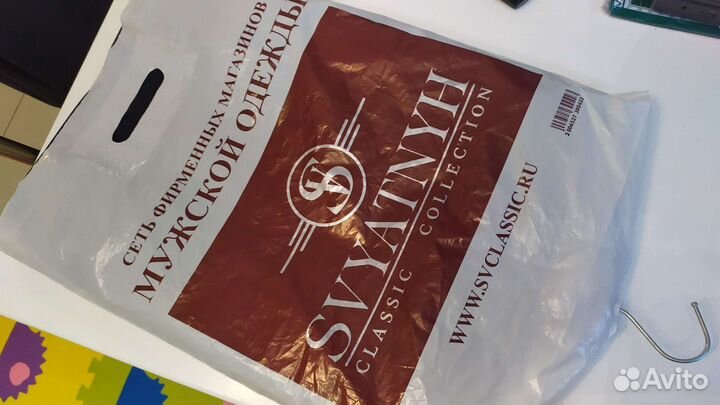 СЕТЬ ФИРМЕННЫХ МАГАЗИНОВ
МУЖСКОЙ ОДЕЖДЫ
SVYATNYH
CLASSIC COLLECTION
WWW.SVCLASSIC.RU
Avito